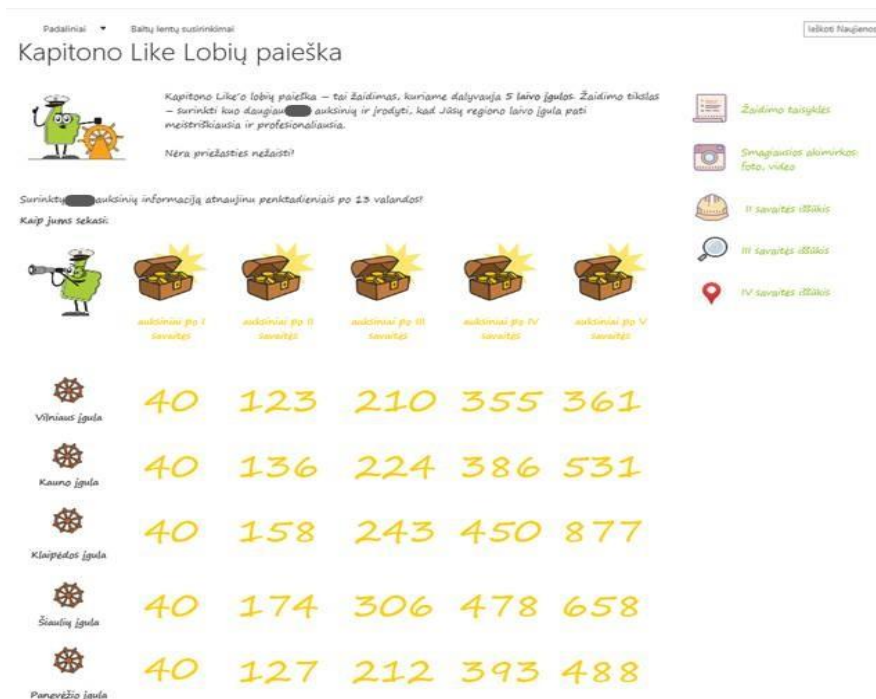 Padaliniai Baltų lentų susirinkimai
Ieškoti Naujienos
Kapitono Like Lobių paieška
Kapitono Like'o lobių paieška – tai žaidimas, kuriame dalyvauja 5 laivo įgulos. Žaidimo tikslas
– surinkti kuo daugiau auksinių ir įrodyti, kad Jūsų regiono laivo įgula pati
meistriškiausia ir profesionaliausia.
Nėra priežasties nežaisti!
Žaidimo taisyklės
Smagiausios akimirkos:
foto, video
II savaitės iššūkis
III savaitės iššūkis
IV savaitės iššūkis
Surinktų auksinių informaciją atnaujinu penktadieniais po 13 valandos!
Kaip jums sekasi:
auksiniai po I
savaitės
auksiniai po II
savaitės
auksiniai po III
savaitės
auksiniai po IV
savaitės
auksiniai po V
savaitės
40 123 210 355 361
Vilniaus įgula
40 136 224 386 531
Kauno įgula
40 158 243 450 877
Klaipėdos įgula
40 174 306 478 658
Šiaulių įgula
40 127 212 393 488
Panevėžio įgula